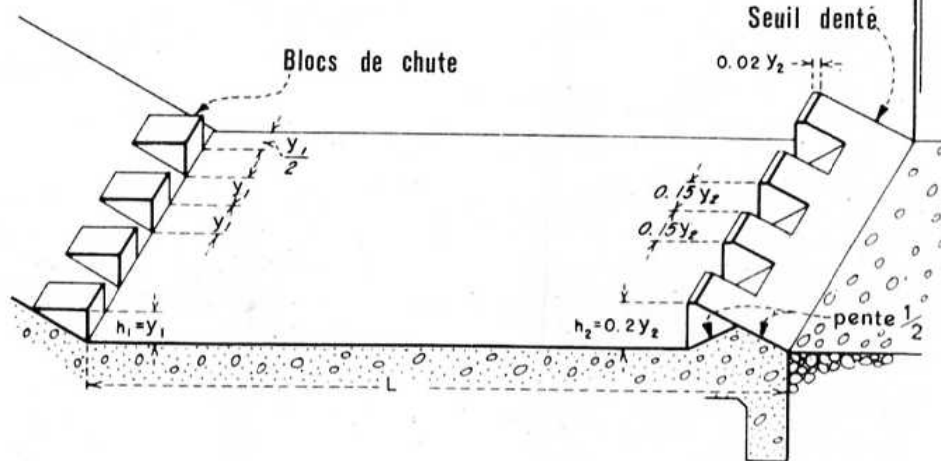 Seuil denté
Blocs de chute
0.02 y₂
y₁/2
y₁
y₁
0.15 y₂
0.15 y₂
h₁ = y₁
h₂ = 0.2 y₂
pente 1/2
L